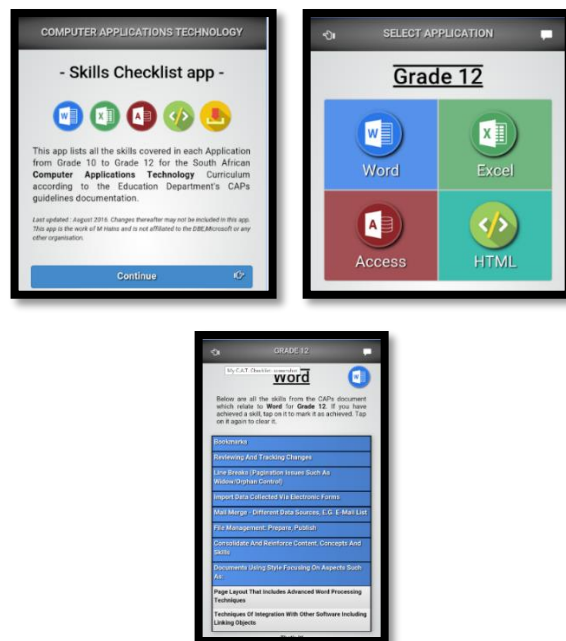 COMPUTER APPLICATIONS TECHNOLOGY
- Skills Checklist app -
This app lists all the skills covered in each Application
from Grade 10 to Grade 12 for the South African
Computer Applications Technology Curriculum
according to the Education Department's CAPs
guidelines documentation.
Last updated : August 2016. Changes thereafter may not be included in this app.
This app is the work of M Halos and is not affiliated to the DBE,Microsoft or any
other organisation.
Continue
SELECT APPLICATION
Grade 12
Word
Excel
Access
HTML
GRADE 12
Word
Below are all the skills from the CAPs document
which relate to Word for Grade 12. If you have
achieved a skill, tap on it to mark it as achieved. Tap
on it again to clear it.
Bookmarks
Reviewing And Tracking Changes
Line Breaks (Pagination Issues Such As
Widow/Orphan Control)
Import Data Collected Via Electronic Forms
Mail Merge - Different Data Sources, E.G. E-Mail List
File Management: Prepare, Publish
Consolidate And Reinforce Content, Concepts And
Skills
Documents Using Style Focusing On Aspects Such
As:
Page Layout That Includes Advanced Word Processing
Techniques
Techniques Of Integration With Other Software Including
Linking Objects